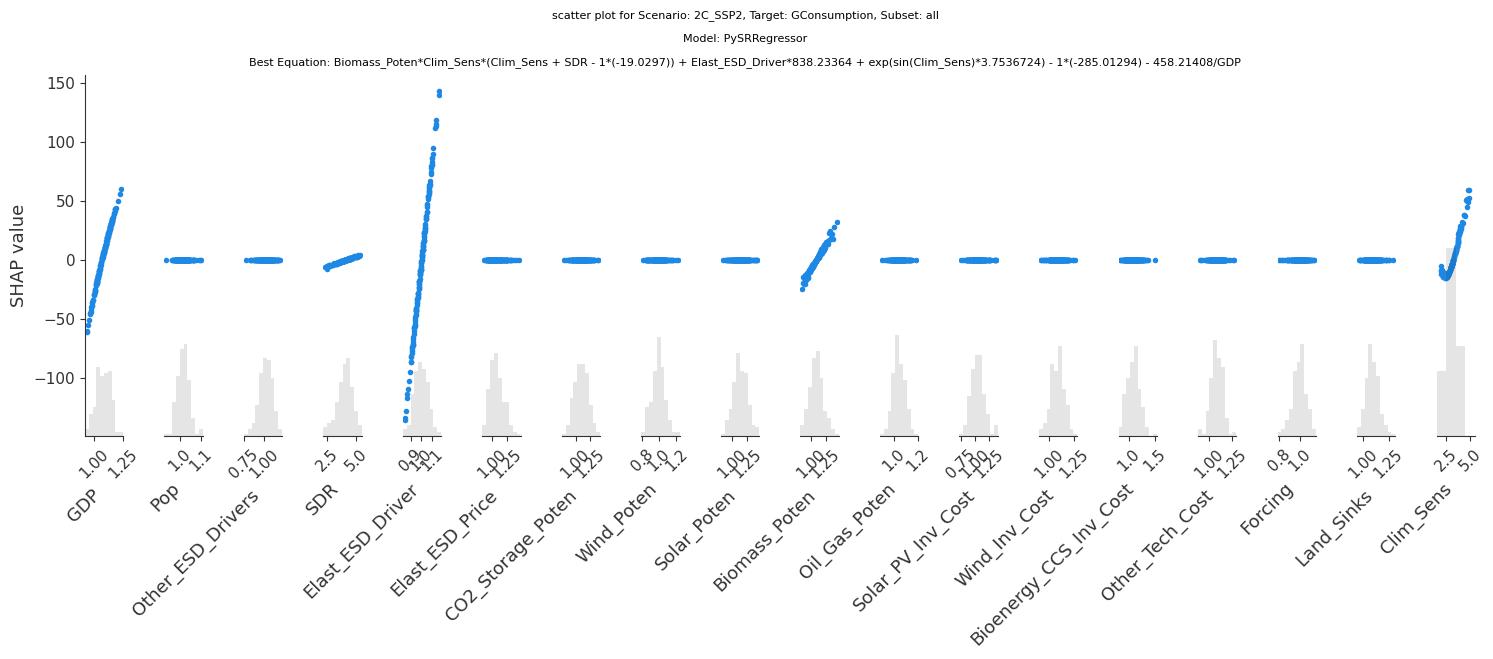 scatter plot for Scenario: 2C_SSP2, Target: GConsumption, Subset: all
Model: PySRRegressor
Best Equation: Biomass_Poten*Clim_Sens*(Clim_Sens + SDR - 1*(-19.0297)) + Elast_ESD_Driver*838.23364 + exp(sin(Clim_Sens)*3.7536724) - 1*(-285.01294) - 458.21408/GDP
150
100
50
0
−50
−100
SHAP value
1.00 1.25
1.0 1.1
0.75 1.00
2.5 5.0
0.9 1.0 1.1
1.00 1.25
1.00 1.25
0.8 1.0 1.2
1.00 1.25
1.00 1.25
1.0 1.2
0.75 1.00 1.25
1.00 1.25
1.0 1.5
1.00 1.25
0.8 1.0
1.00 1.25
2.5 5.0
GDP
Pop
Other_ESD_Drivers
SDR
Elast_ESD_Driver
Elast_ESD_Price
CO2_Storage_Poten
Wind_Poten
Solar_Poten
Biomass_Poten
Oil_Gas_Poten
Solar_PV_Inv_Cost
Wind_Inv_Cost
Bioenergy_CCS_Inv_Cost
Other_Tech_Cost
Forcing
Land_Sinks
Clim_Sens